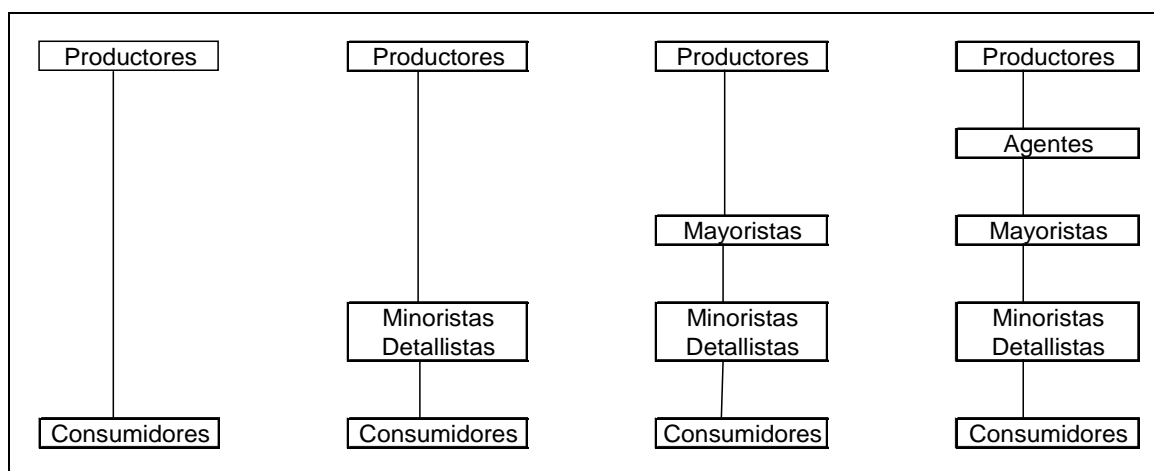 Productores
Productores
Productores
Productores
Agentes
Mayoristas
Mayoristas
Minoristas
Detallistas
Minoristas
Detallistas
Minoristas
Detallistas
Consumidores
Consumidores
Consumidores
Consumidores